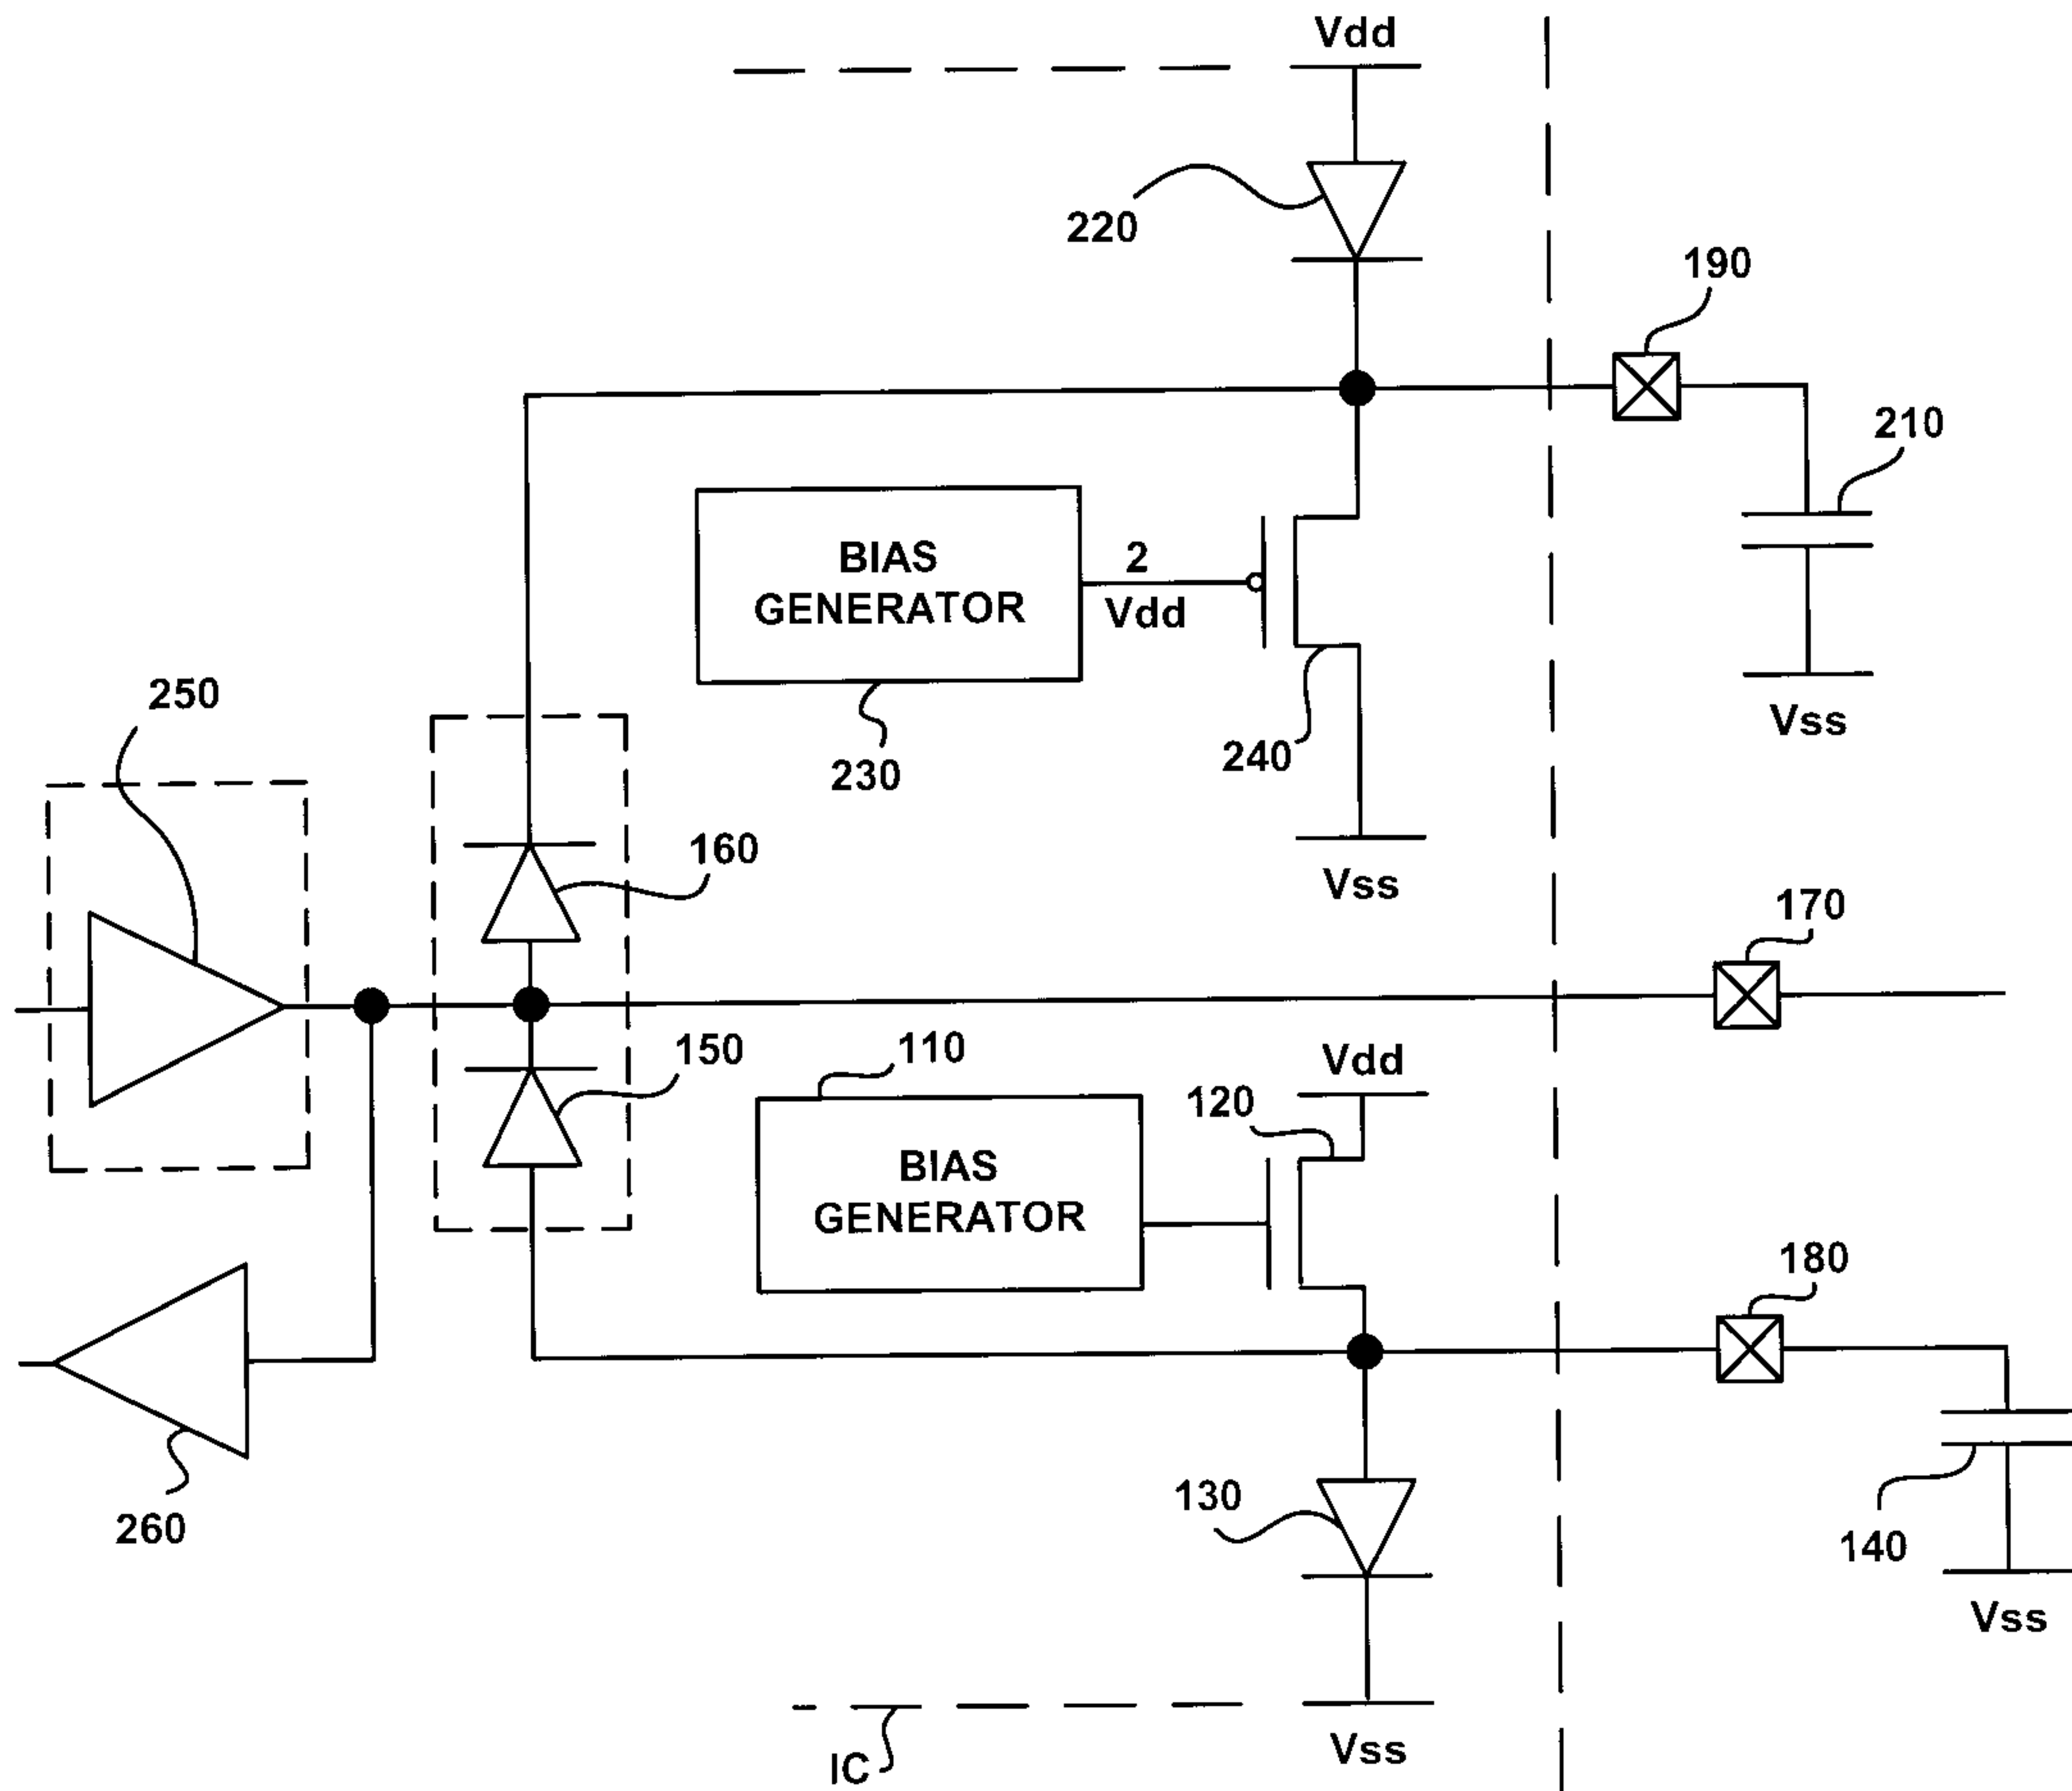 Vdd
220
190
210
BIAS
GENERATOR
2
Vdd
Vss
250
230
240
160
Vss
170
150
110
Vdd
120
BIAS
GENERATOR
180
130
260
140
Vss
IC
Vss